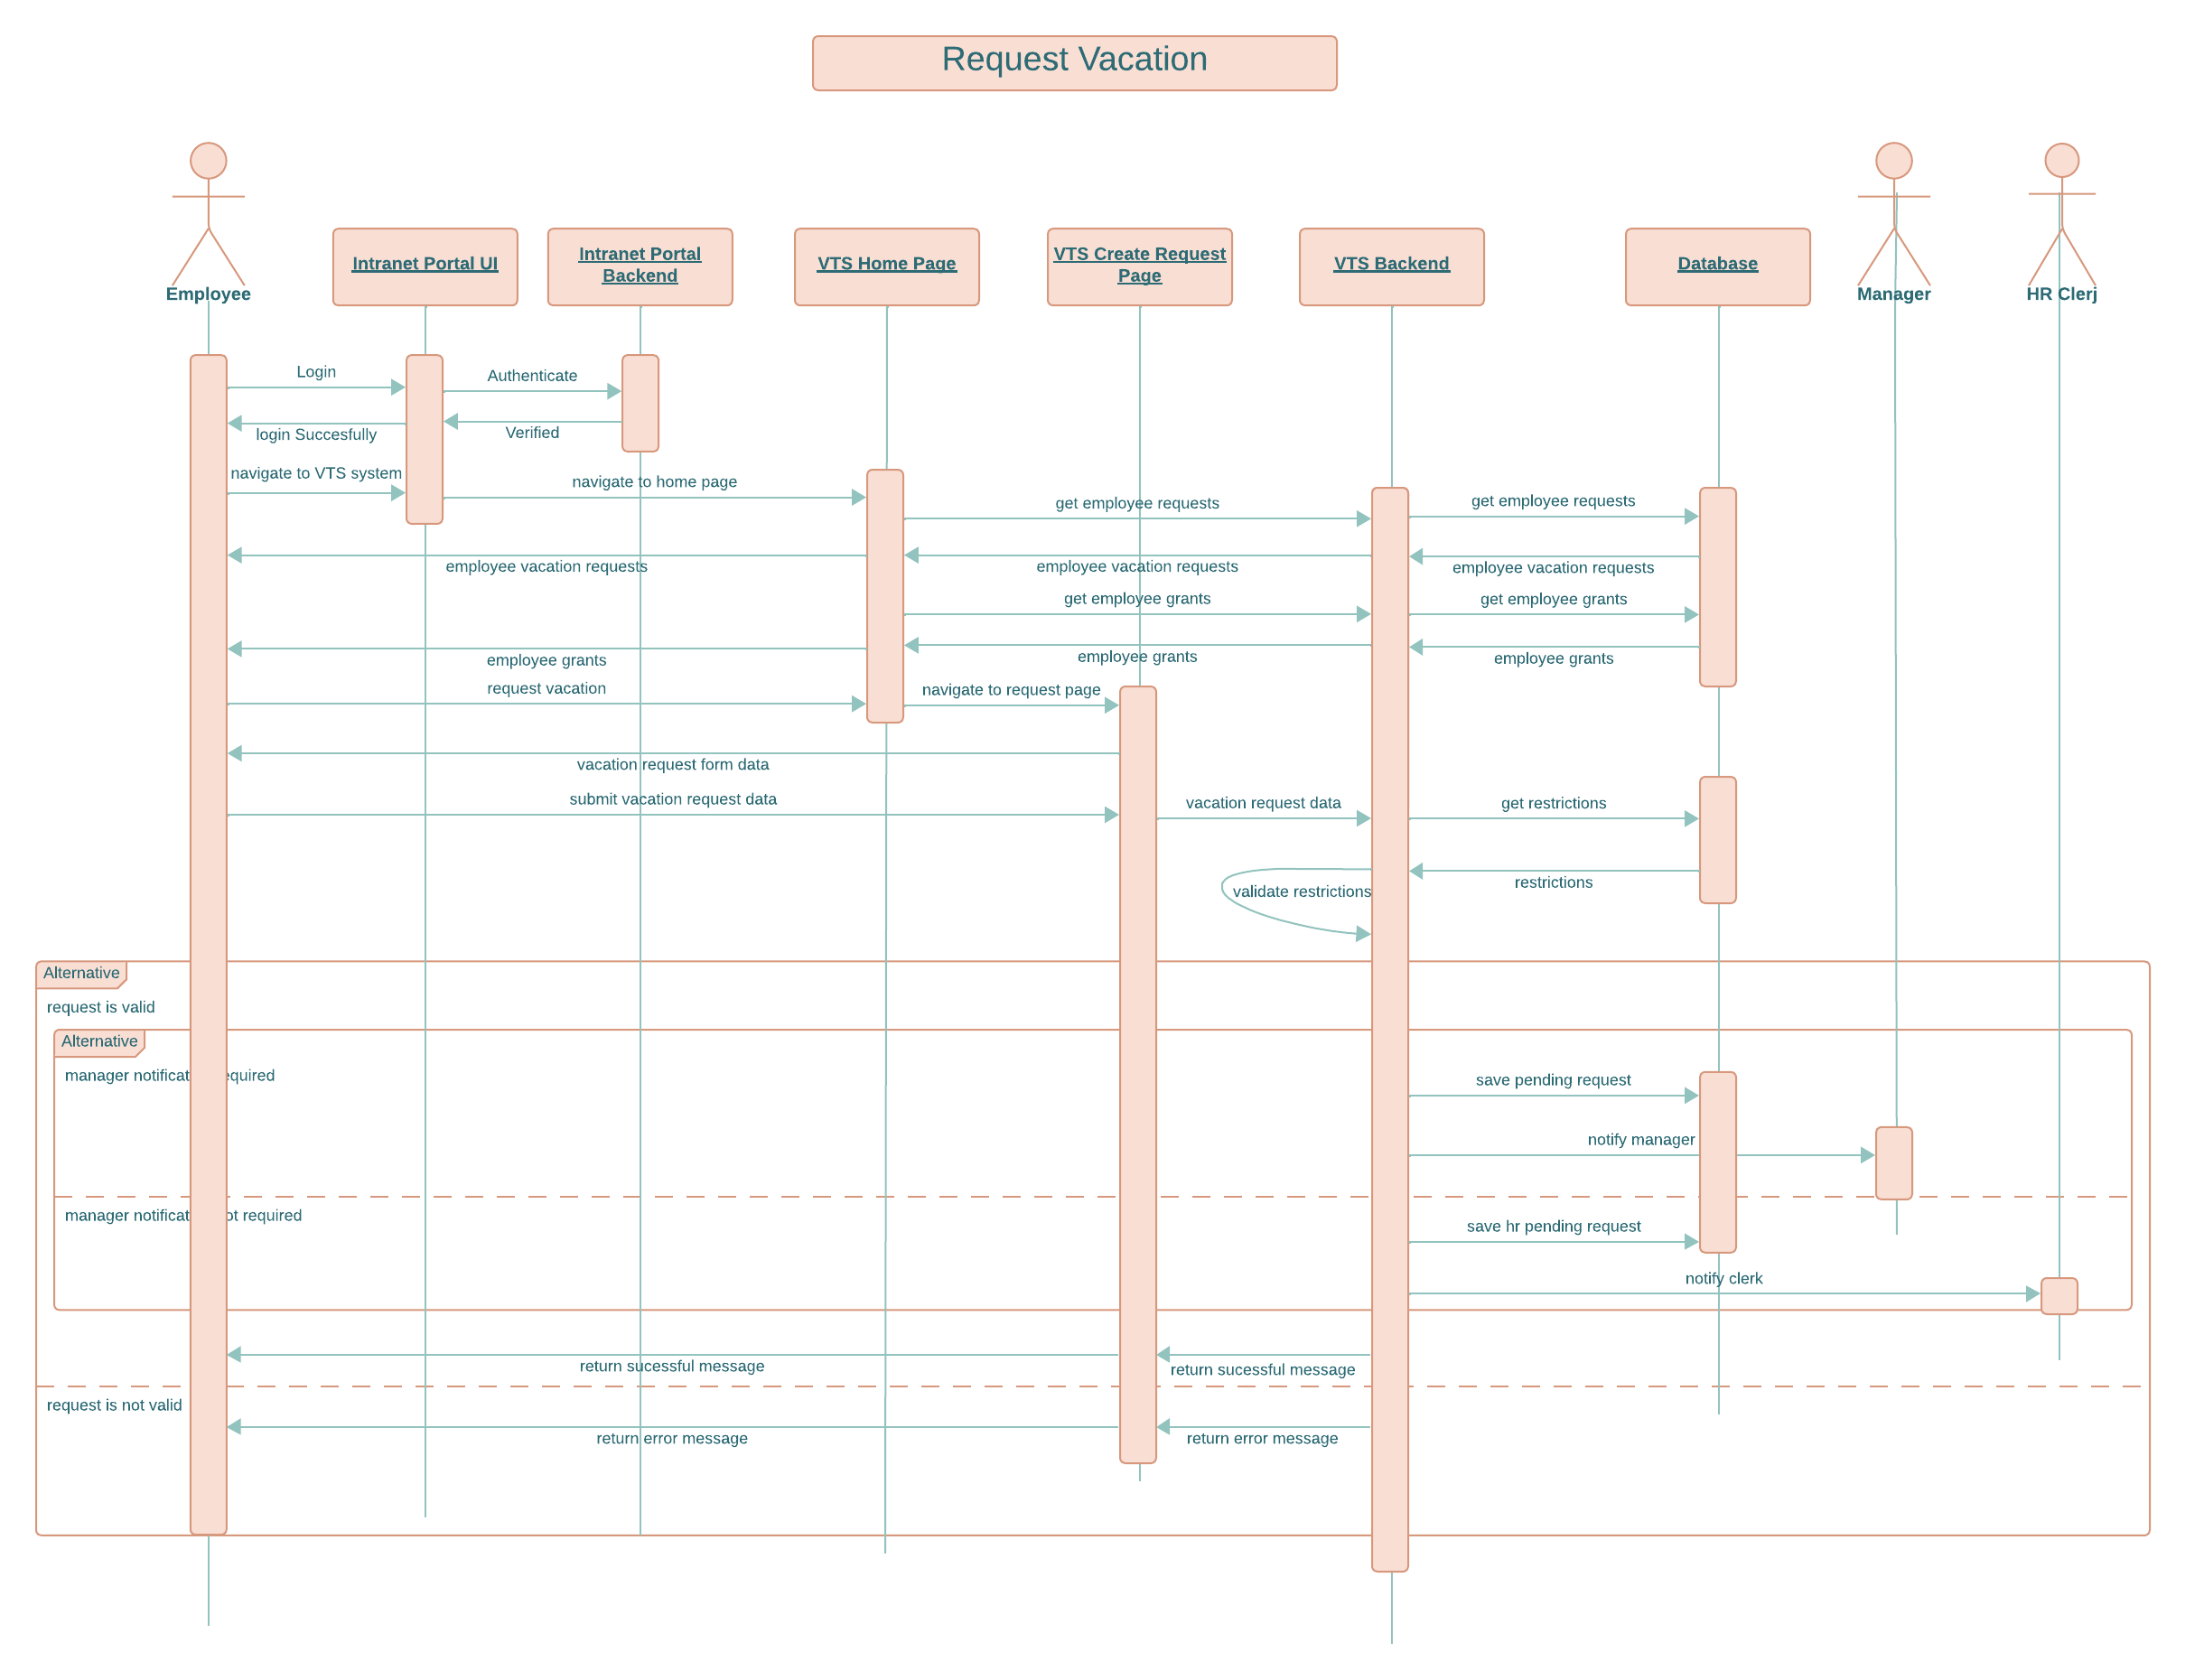 Request Vacation
Employee
Intranet Portal UI
Intranet Portal
Backend
VTS Home Page
VTS Create Request
Page
VTS Backend
Database
Manager
HR Clerj
Login
Authenticate
login Succesfully
Verified
navigate to VTS system
navigate to home page
get employee requests
get employee requests
employee vacation requests
employee vacation requests
employee vacation requests
get employee grants
get employee grants
employee grants
employee grants
employee grants
request vacation
navigate to request page
vacation request form data
submit vacation request data
vacation request data
get restrictions
restrictions
validate restrictions
Alternative
request is valid
Alternative
manager notificat equired
save pending request
notify manager
manager notificat ot required
save hr pending request
notify clerk
return sucessful message
return sucessful message
request is not valid
return error message
return error message